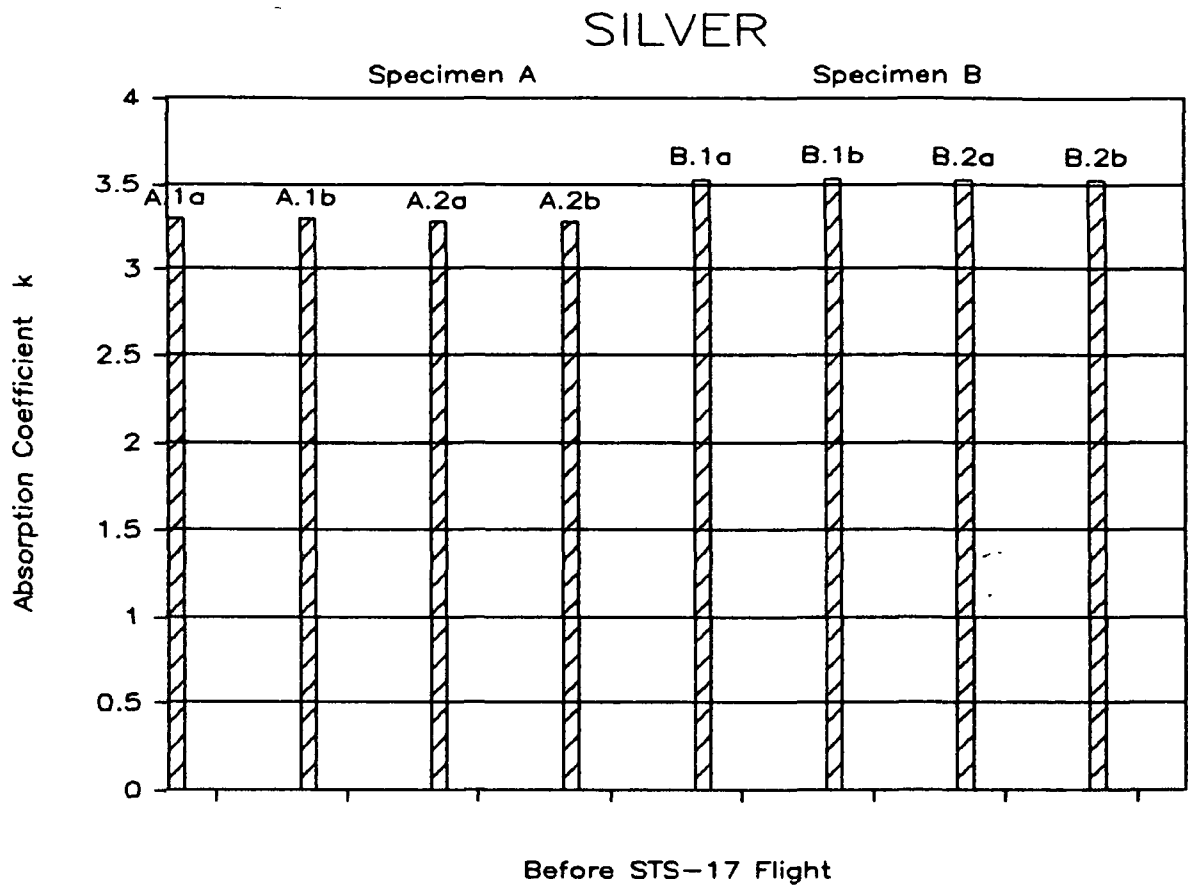 SILVER
Specimen A Specimen B
4
3.5
3
2.5
2
1.5
1
0.5
0
A.1a A.1b A.2a A.2b B.1a B.1b B.2a B.2b
Absorption Coefficient k
Before STS-17 Flight